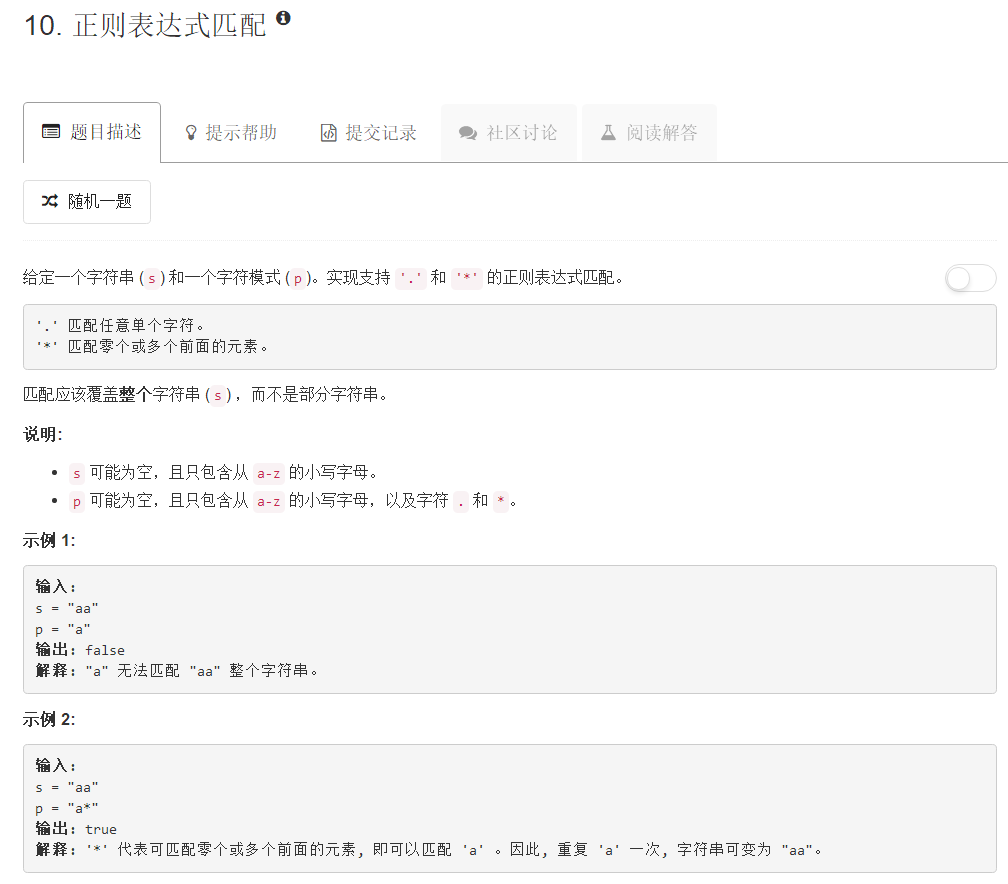 10. 正则表达式匹配
题目描述 提示帮助 提交记录 社区讨论 阅读解答
随机一题
给定一个字符串 (s) 和一个字符模式 (p)。实现支持 '.' 和 '*' 的正则表达式匹配。
'.' 匹配任意单个字符。
'*' 匹配零个或多个前面的元素。
匹配应该覆盖整个字符串 (s) ，而不是部分字符串。
说明:
s 可能为空，且只包含从 a-z 的小写字母。
p 可能为空，且只包含从 a-z 的小写字母，以及字符 . 和 *。
示例 1:
输入:
s = "aa"
p = "a"
输出: false
解释: "a" 无法匹配 "aa" 整个字符串。
示例 2:
输入:
s = "aa"
p = "a*"
输出: true
解释: '*' 代表可匹配零个或多个前面的元素, 即可以匹配 'a' 。因此, 重复 'a' 一次, 字符串可变为 "aa"。